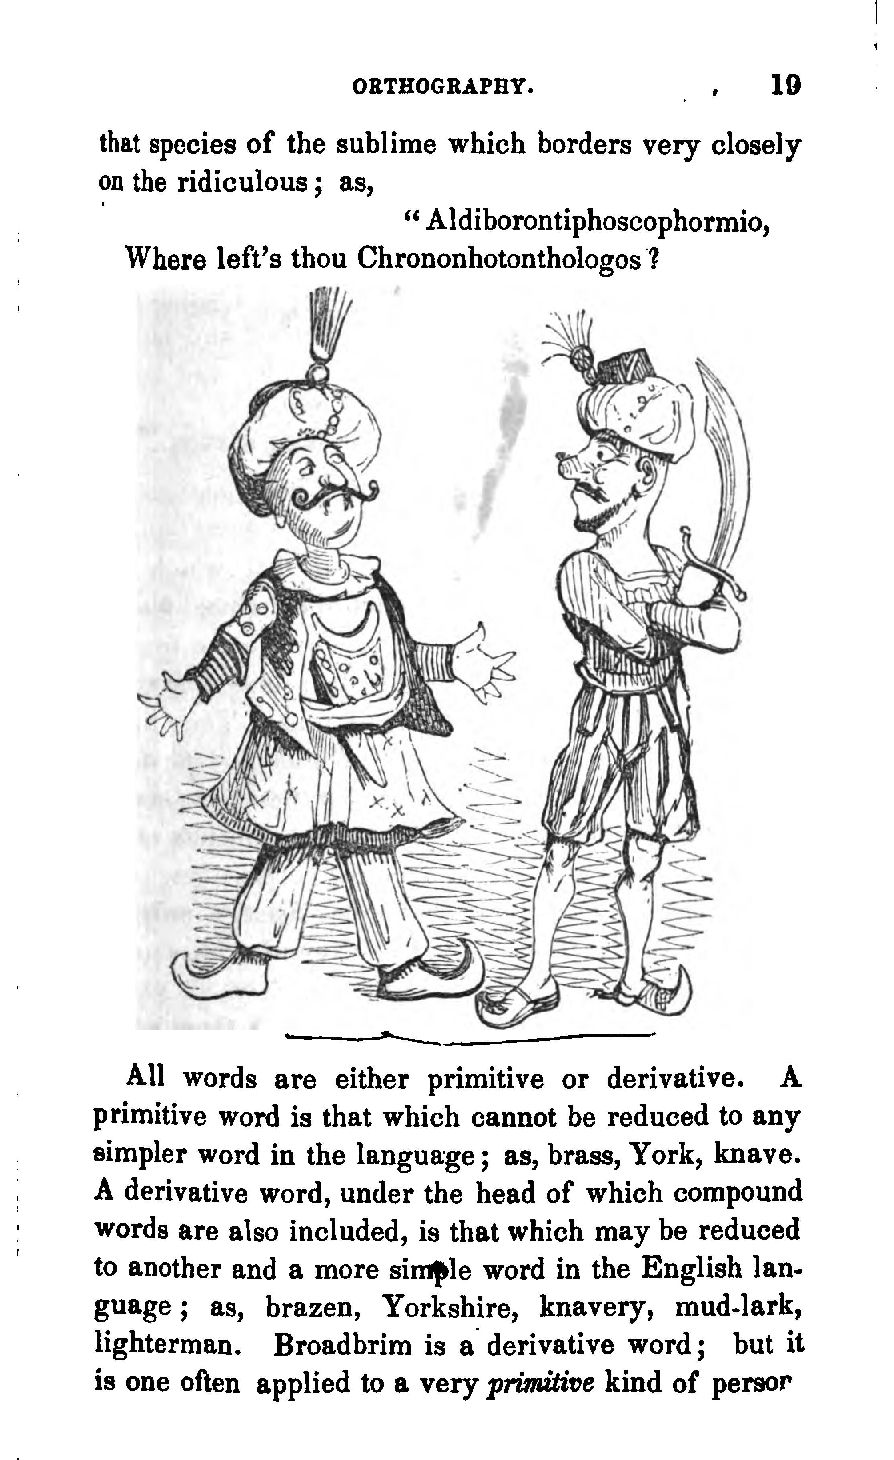 ORTHOGRAPHY. 19
that species of the sublime which borders very closely
on the ridiculous; as,
“Aldiborontiphoscophormio,
Where left’s thou Chrononhotonthologos?
All words are either primitive or derivative. A
primitive word is that which cannot be reduced to any
simpler word in the language; as, brass, York, knave.
A derivative word, under the head of which compound
words are also included, is that which may be reduced
to another and a more simple word in the English lan-
guage; as, brazen, Yorkshire, knavery, mud-lark,
lighterman. Broadbrim is a derivative word; but it
is one often applied to a very primitive kind of person